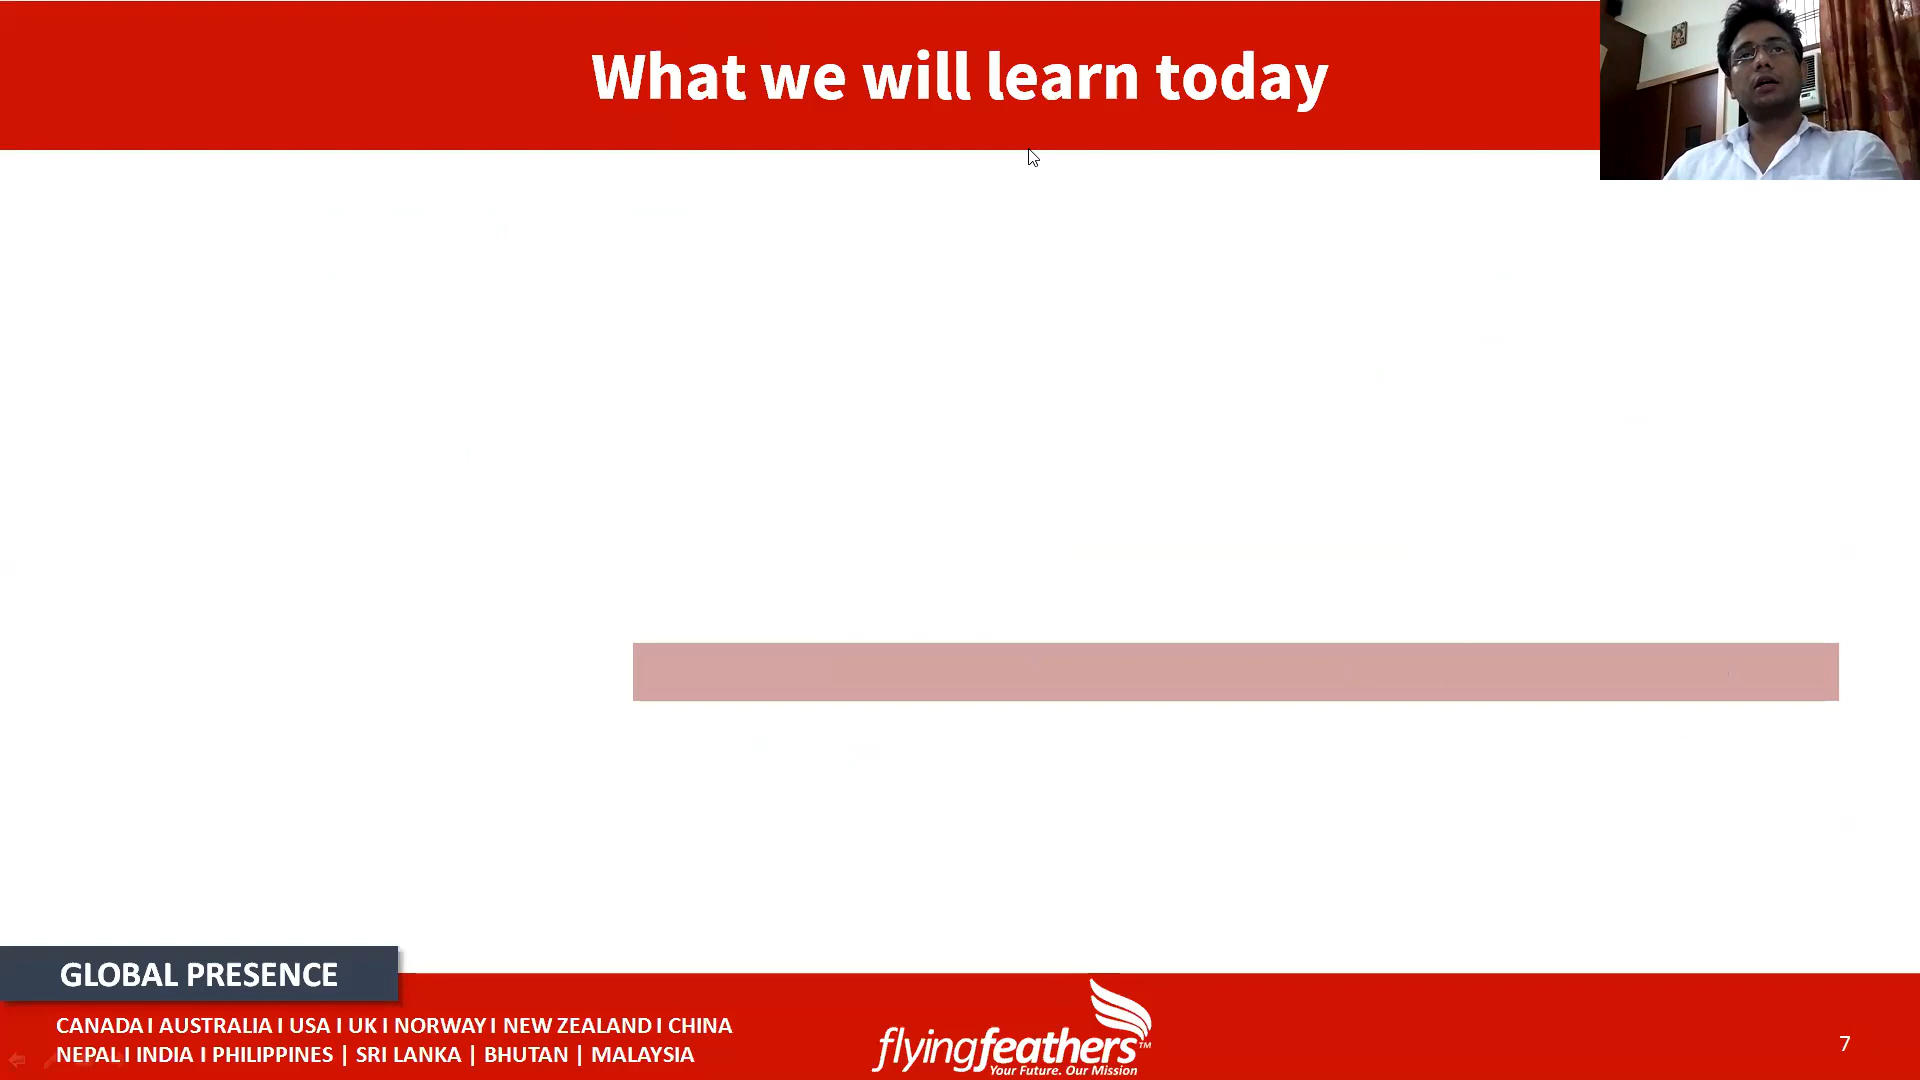 What we will learn today
GLOBAL PRESENCE
CANADA I AUSTRALIA I USA I UK I NORWAY I NEW ZEALAND I CHINA
NEPAL I INDIA I PHILIPPINES | SRI LANKA | BHUTAN | MALAYSIA
flyingfeathers™
Your Future. Our Mission
7